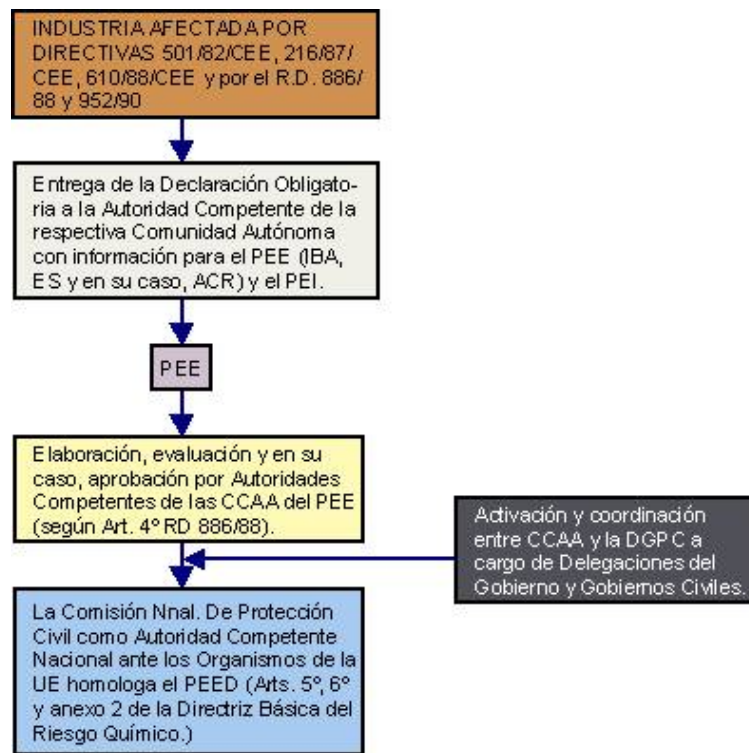 INDUSTRIA AFECTADA POR
DIRECTIVAS 501/82/CEE, 216/87/
CEE, 610/88/CEE y por el R.D. 886/
88 y 952/90
Entrega de la Declaración Obligato-
ria a la Autoridad Competente de la
respectiva Comunidad Autónoma
con información para el PEE (IBA,
ES y en su caso, ACR) y el PEI.
PEE
Elaboración, evaluación y en su
caso, aprobación por Autoridades
Competentes de las CCAA del PEE
(según Art. 4º RD 886/88).
Activación y coordinación
entre CCAA y la DGPC a
cargo de Delegaciones del
Gobierno y Gobiernos Civiles.
La Comisión Nnal. De Protección
Civil como Autoridad Competente
Nacional ante los Organismos de la
UE homologa el PEED (Arts. 5º, 6º
y anexo 2 de la Directriz Básica del
Riesgo Químico.)